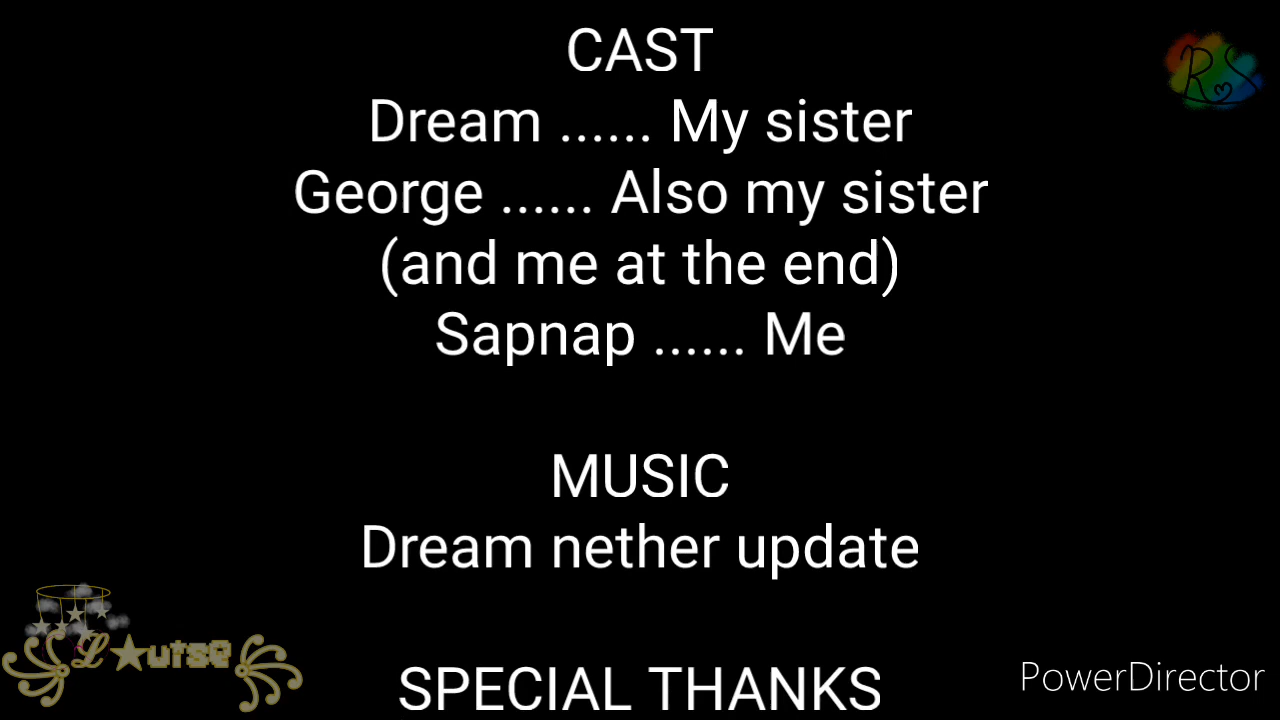 CAST
Dream ...... My sister
George ...... Also my sister
(and me at the end)
Sapnap ...... Me
MUSIC
Dream nether update
SPECIAL THANKS
PowerDirector